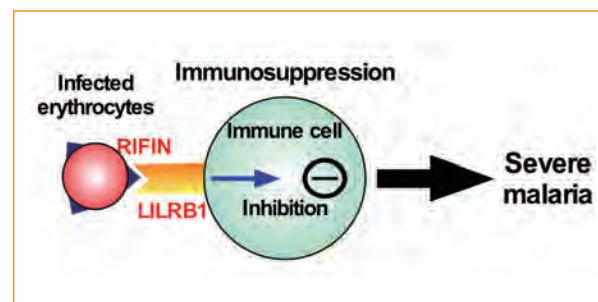 Immunosuppression
Infected
erythrocytes
RIFIN
LILRB1
Immune cell
Inhibition
Severe
malaria